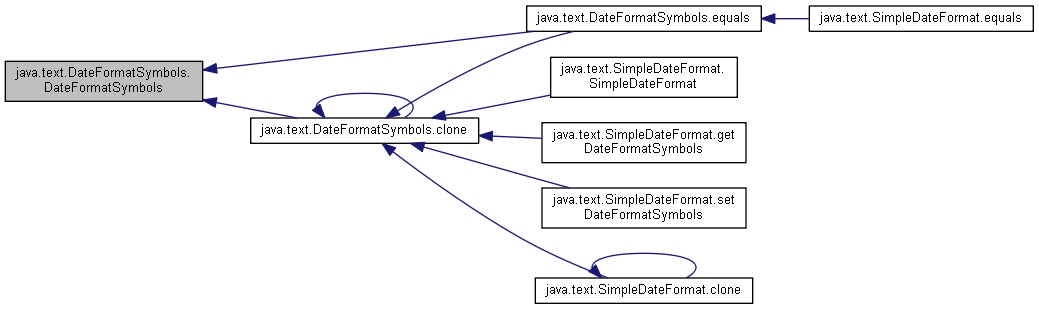 java.text.DateFormatSymbols.
DateFormatSymbols
java.text.DateFormatSymbols.equals
java.text.SimpleDateFormat.equals
java.text.DateFormatSymbols.clone
java.text.SimpleDateFormat.
SimpleDateFormat
java.text.SimpleDateFormat.get
DateFormatSymbols
java.text.SimpleDateFormat.set
DateFormatSymbols
java.text.SimpleDateFormat.clone